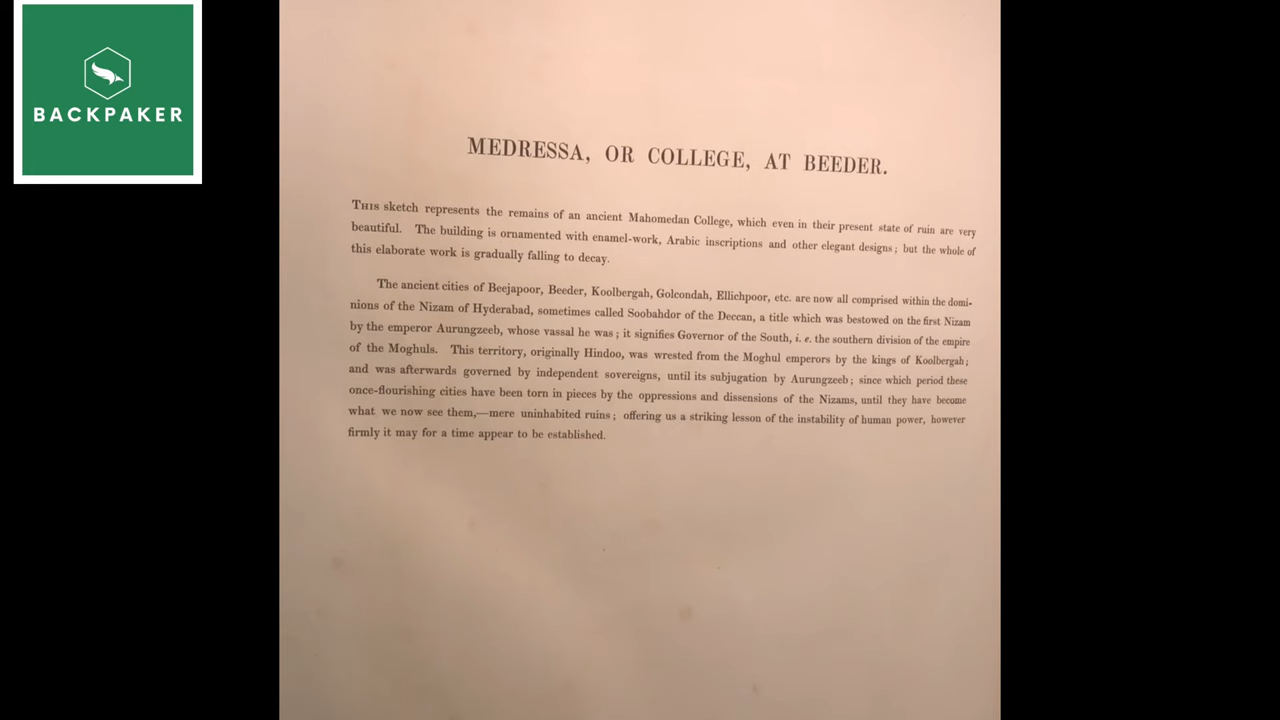 BACKPAKER
MEDRESSA, OR COLLEGE, AT BEEDER.
THIS sketch represents the remains of an ancient Mahomedan College, which even in their present state of ruin are very
beautiful. The building is ornamented with enamel-work, Arabic inscriptions and other elegant designs; but the whole of
this elaborate work is gradually falling to decay.
The ancient cities of Beejapoor, Beeder, Koolbergah, Golcondah, Ellichpoor, etc. are now all comprised within the domi-
nions of the Nizam of Hyderabad, sometimes called Soobahdor of the Deccan, a title which was bestowed on the first Nizam
by the emperor Aurungzeeb, whose vassal he was; it signifies Governor of the South, i. e. the southern division of the empire
of the Moghuls. This territory, originally Hindoo, was wrested from the Moghul emperors by the kings of Koolbergah;
and was afterwards governed by independent sovereigns, until its subjugation by Aurungzeeb; since which period these
once-flourishing cities have been torn in pieces by the oppressions and dissensions of the Nizams, until they have become
what we now see them,—mere uninhabited ruins; offering us a striking lesson of the instability of human power, however
firmly it may for a time appear to be established.